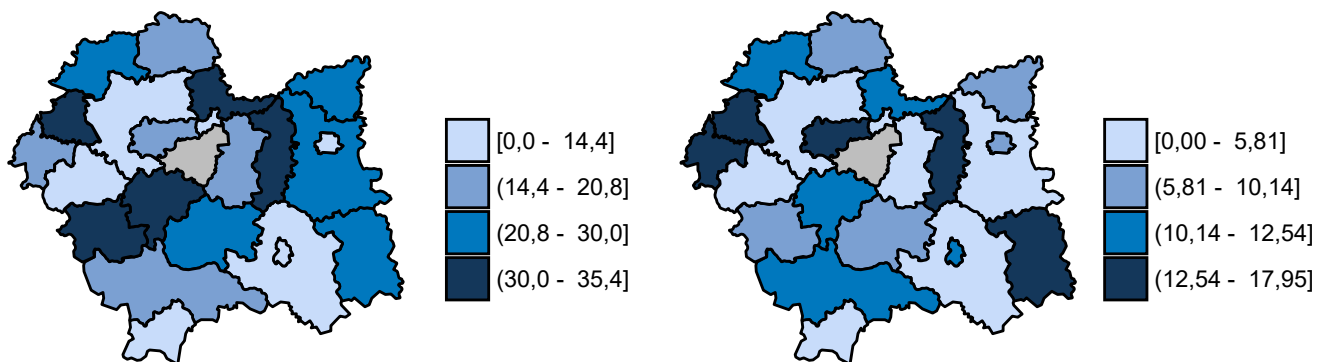 [0,0 - 14,4]
(14,4 - 20,8]
(20,8 - 30,0]
(30,0 - 35,4]
[0,00 - 5,81]
(5,81 - 10,14]
(10,14 - 12,54]
(12,54 - 17,95]